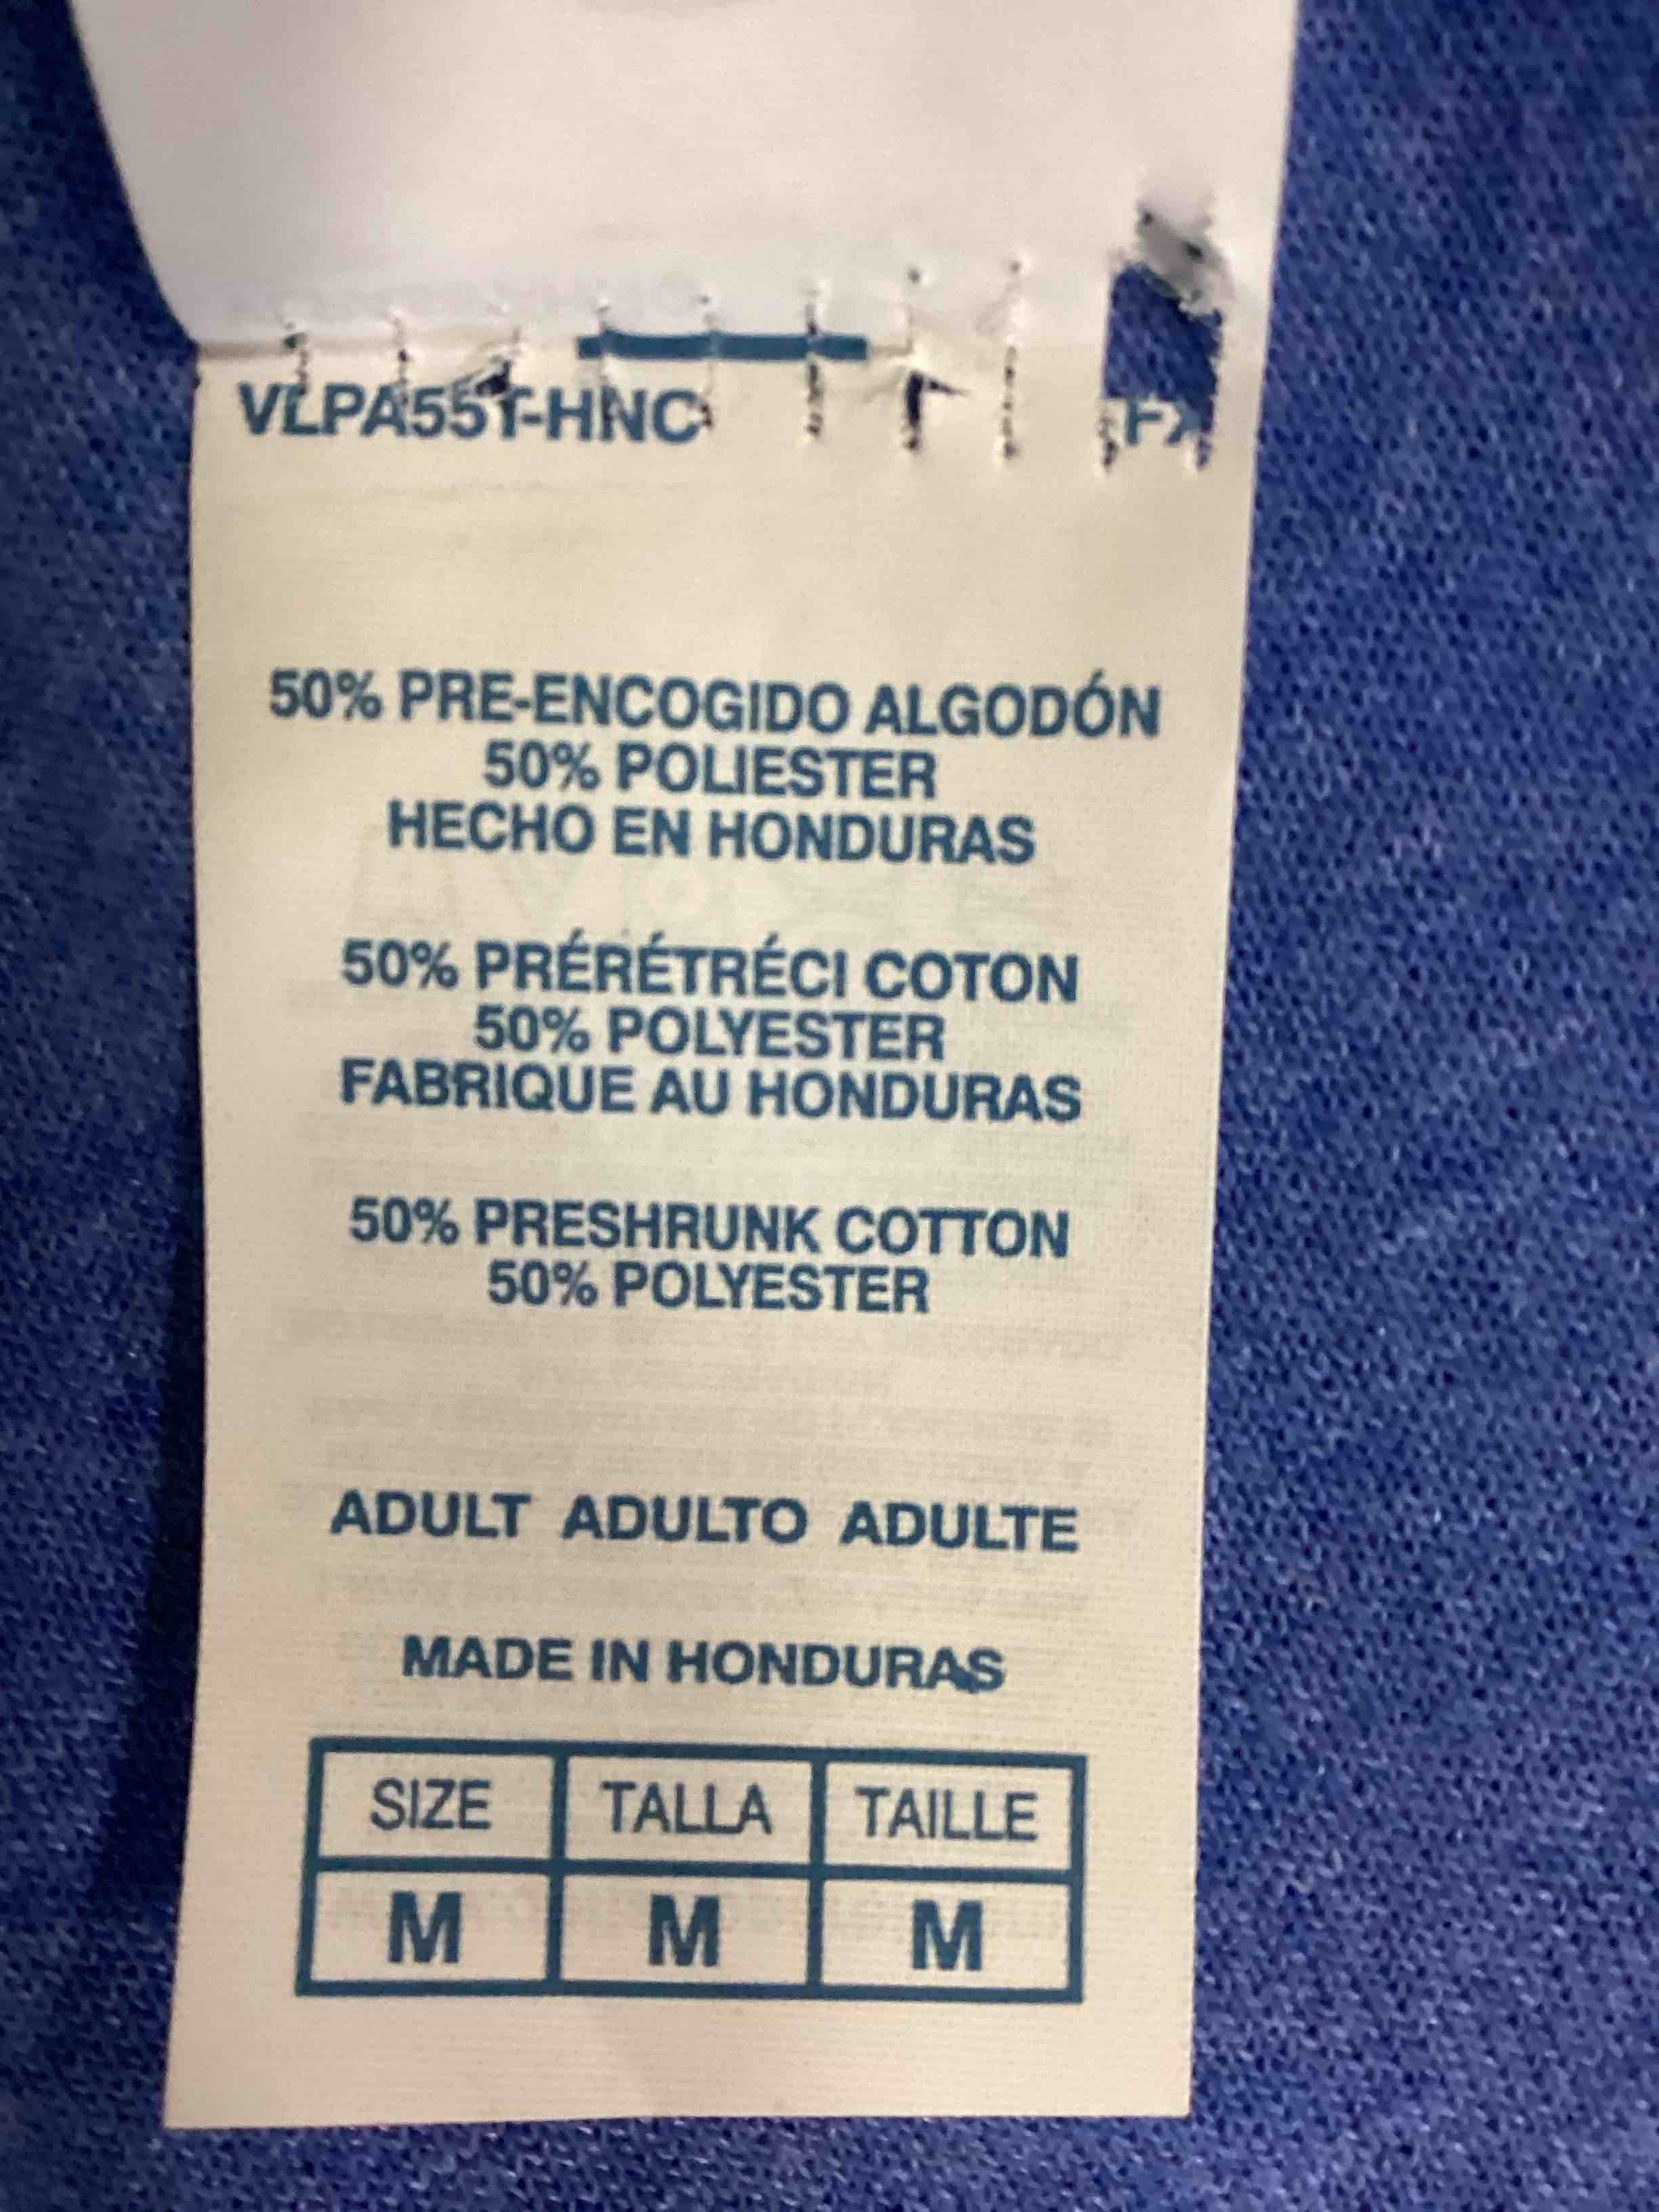 VLPA55T-HNC
50% PRE-ENCOGIDO ALGODÓN
50% POLIESTER
HECHO EN HONDURAS
50% PRÉRÉTRÉCI COTON
50% POLYESTER
FABRIQUE AU HONDURAS
50% PRESHRUNK COTTON
50% POLYESTER
ADULT ADULTO ADULTE
MADE IN HONDURAS
SIZE TALLA TAILLE
M M M